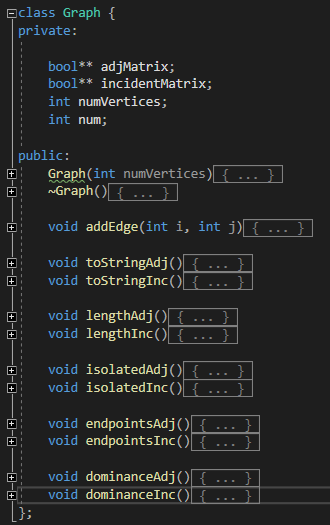 class Graph {
private:
bool** adjMatrix;
bool** incidentMatrix;
int numVertices;
int num;
public:
Graph(int numVertices){ ... }
~Graph(){ ... }
void addEdge(int i, int j){ ... }
void toStringAdj(){ ... }
void toStringInc(){ ... }
void lengthAdj(){ ... }
void lengthInc(){ ... }
void isolatedAdj(){ ... }
void isolatedInc(){ ... }
void endpointsAdj(){ ... }
void endpointsInc(){ ... }
void dominanceAdj(){ ... }
void dominanceInc(){ ... }
};